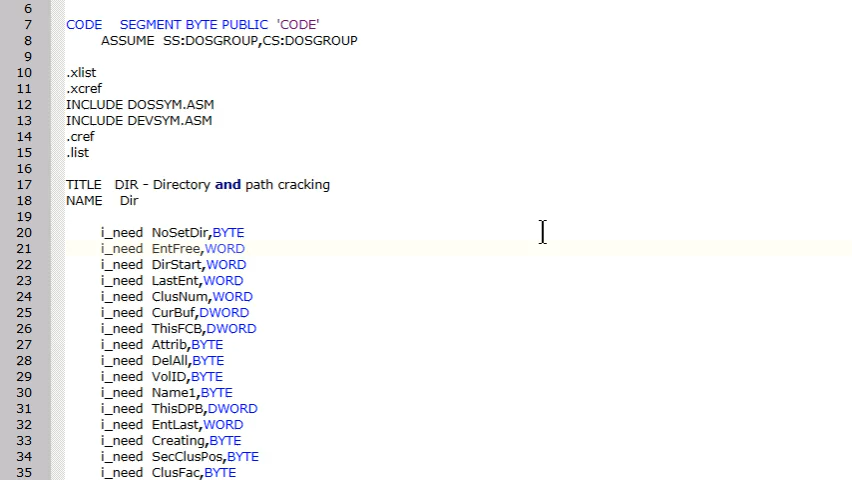 6
7 CODE SEGMENT BYTE PUBLIC 'CODE'
8 ASSUME SS:DOSGROUP,CS:DOSGROUP
9
10 .xlist
11 .xcref
12 INCLUDE DOSSYM.ASM
13 INCLUDE DEVSYM.ASM
14 .cref
15 .list
16
17 TITLE DIR - Directory and path cracking
18 NAME Dir
19
20 i_need NoSetDir,BYTE
21 i_need EntFree,WORD
22 i_need DirStart,WORD
23 i_need LastEnt,WORD
24 i_need ClusNum,WORD
25 i_need CurBuf,DWORD
26 i_need ThisFCB,DWORD
27 i_need Attrib,BYTE
28 i_need DelAll,BYTE
29 i_need VolID,BYTE
30 i_need Name1,BYTE
31 i_need ThisDPB,DWORD
32 i_need EntLast,WORD
33 i_need Creating,BYTE
34 i_need SecClusPos,BYTE
35 i_need ClusFac,BYTE